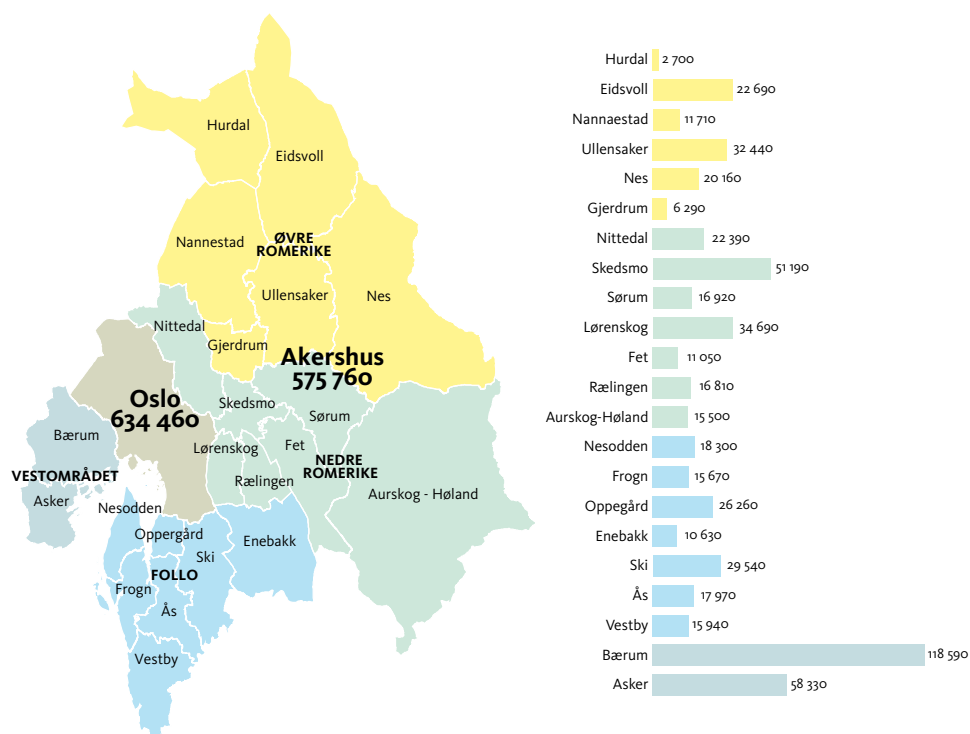 Hurdal
Eidsvoll
Nannestad
ØVRE
ROMERIKE
Ullensaker
Nes
Nittedal
Gjerdrum
Akershus
575 760
Oslo
634 460
Skedsmo
Sørum
Bærum
Lørenskog
Fet
NEDRE
ROMERIKE
VESTOMRÅDET
Rælingen
Aurskog - Høland
Asker
Nesodden
Oppergård
Enebakk
Ski
FOLLO
Frogn
Ås
Vestby
Hurdal 2 700
Eidsvoll 22 690
Nannaestad 11 710
Ullensaker 32 440
Nes 20 160
Gjerdrum 6 290
Nittedal 22 390
Skedsmo 51 190
Sørum 16 920
Lørenskog 34 690
Fet 11 050
Rælingen 16 810
Aurskog-Høland 15 500
Nesodden 18 300
Frogn 15 670
Oppegård 26 260
Enebakk 10 630
Ski 29 540
Ås 17 970
Vestby 15 940
Bærum 118 590
Asker 58 330